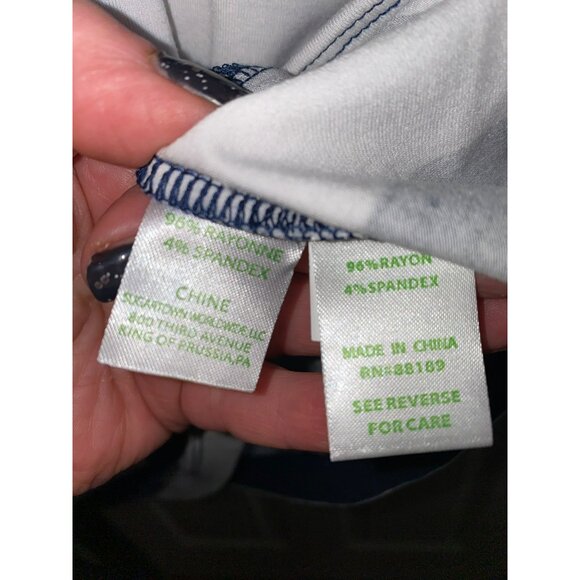 96% RAYONNE
4% SPANDEX
CHINE
SUGARTOWN WORLDWIDE, LLC
800 THIRD AVENUE
KING OF PRUSSIA, PA
96% RAYON
4% SPANDEX
MADE IN CHINA
RN#88189
SEE REVERSE
FOR CARE